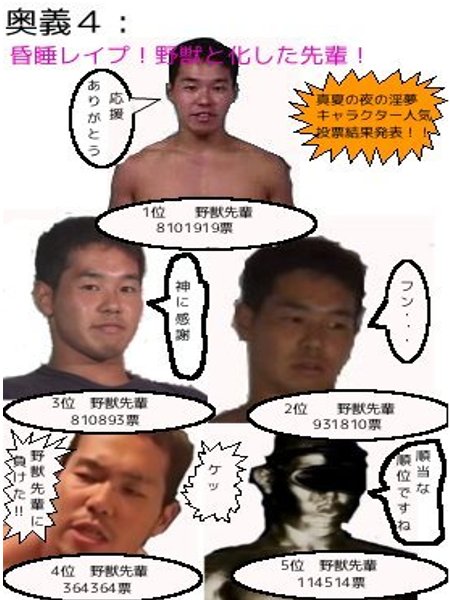 奥義4：
昏睡レイプ！野獣と化した先輩！
応援
ありがとう
真夏の夜の淫夢
キャラクター人気
投票結果発表！！
1位　野獣先輩
8101919票
神に感謝
フン・・・
3位　野獣先輩
810893票
2位　野獣先輩
931810票
野獣先輩に
負けた!!
ケッ
順当な
順位ですね
4位　野獣先輩
364364票
5位　野獣先輩
114514票